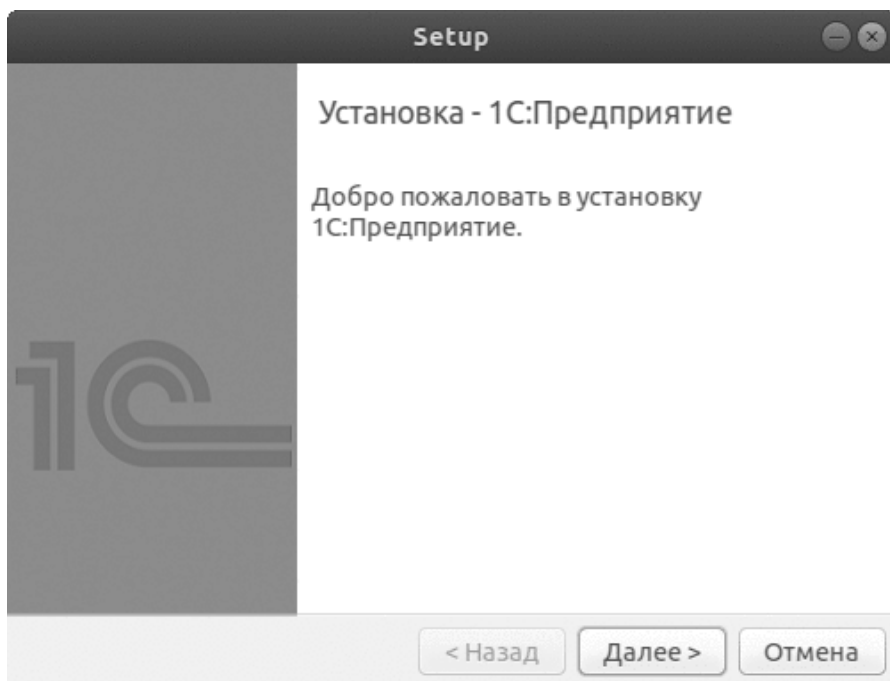 Setup
Установка - 1С:Предприятие
Добро пожаловать в установку
1С:Предприятие.
1С
< Назад
Далее >
Отмена